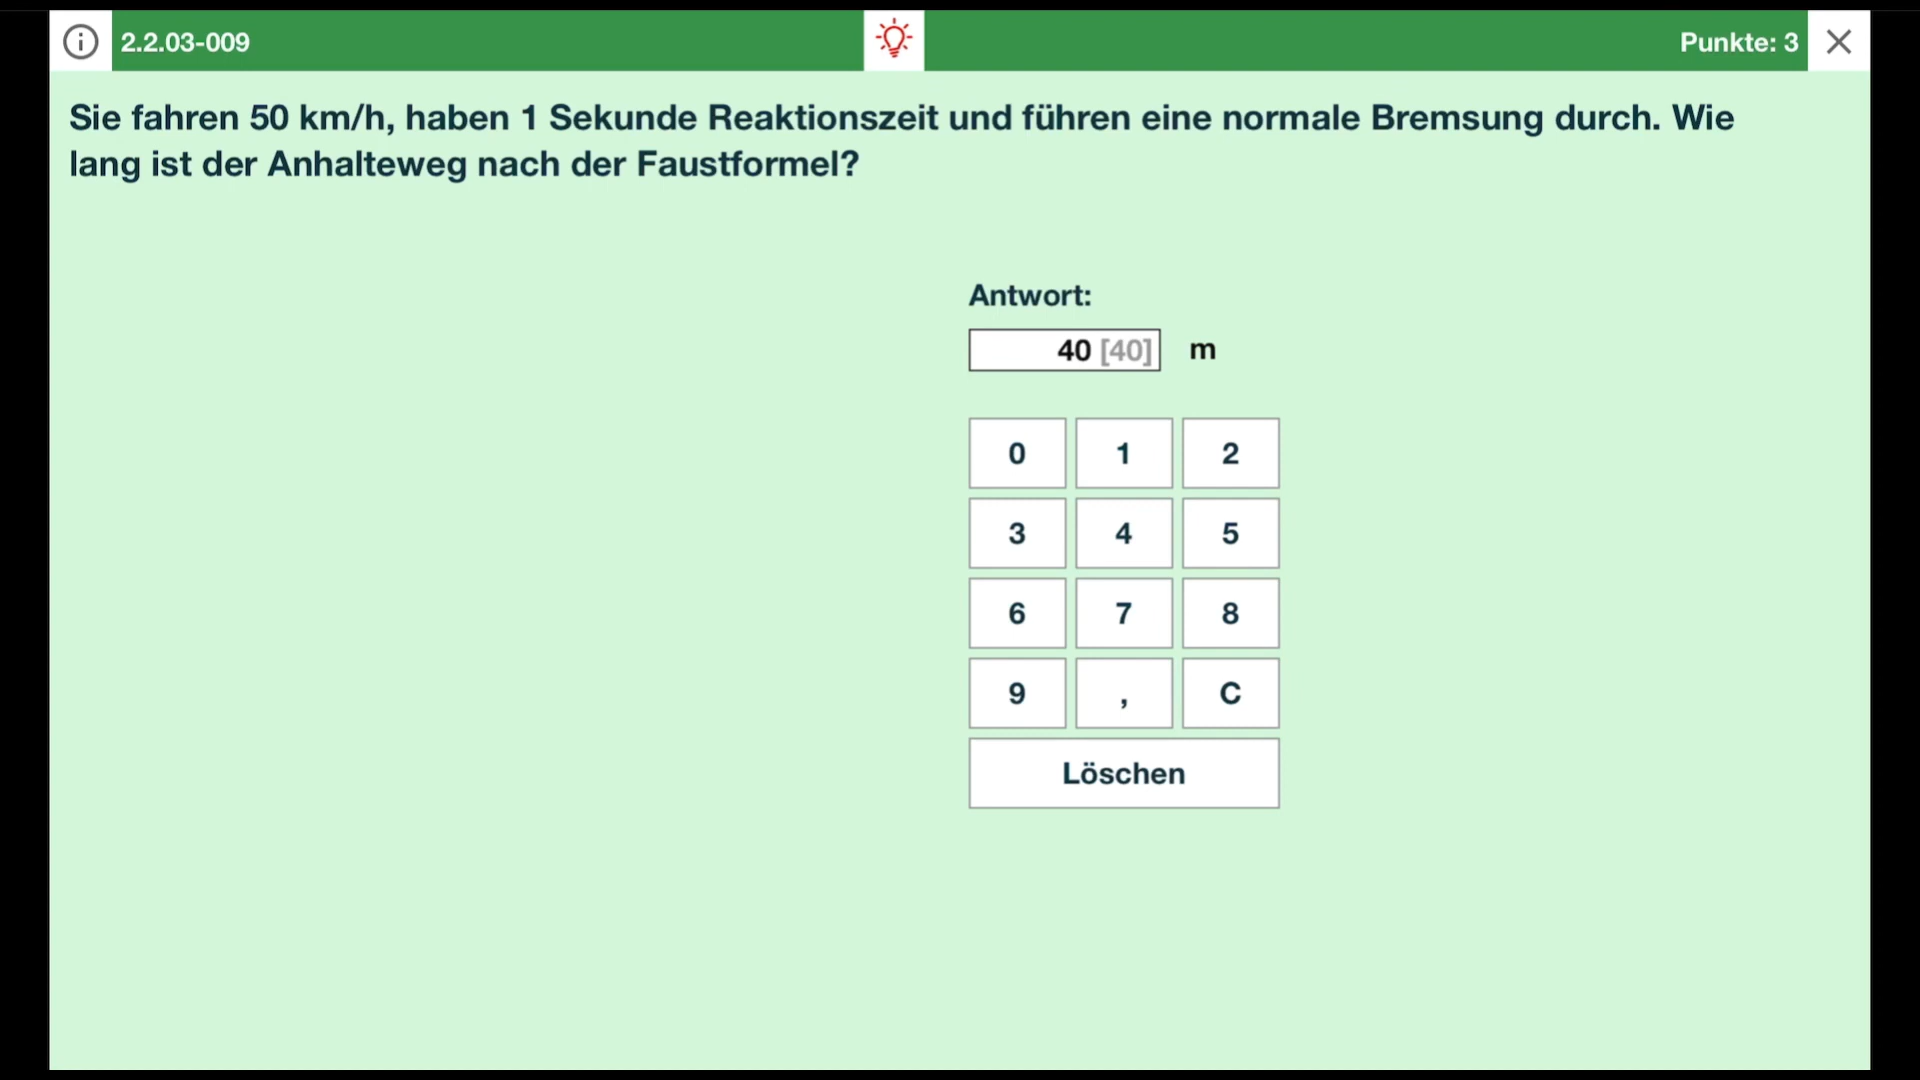 2.2.03-009
Punkte: 3
Sie fahren 50 km/h, haben 1 Sekunde Reaktionszeit und führen eine normale Bremsung durch. Wie
lang ist der Anhalteweg nach der Faustformel?
Antwort:
40 [40] m
0 1 2
3 4 5
6 7 8
9 , C
Löschen